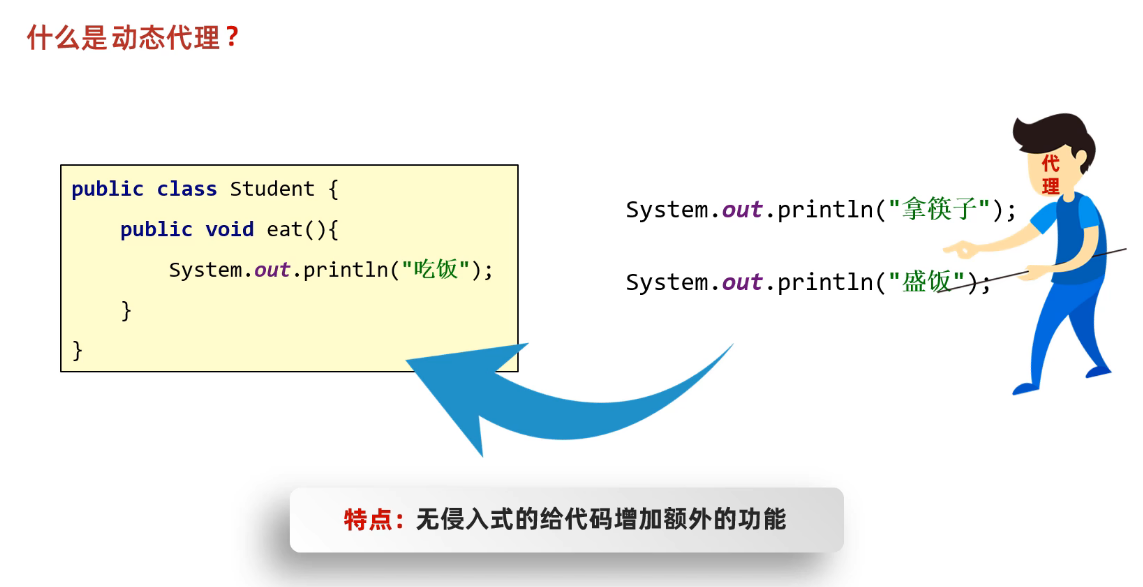 什么是动态代理？
public class Student {
    public void eat(){
        System.out.println("吃饭");
    }
}
System.out.println("拿筷子");
System.out.println("盛饭");
代
理
特点：无侵入式的给代码增加额外的功能